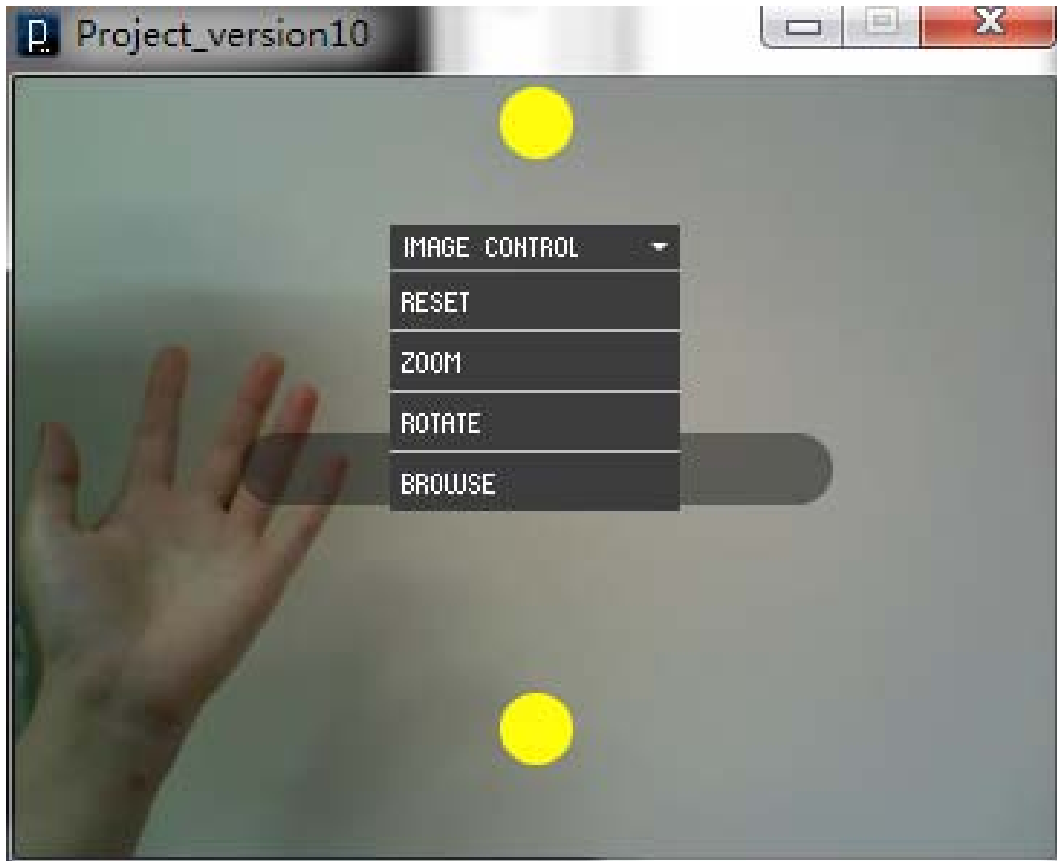 Project_version10
IMAGE CONTROL
RESET
ZOOM
ROTATE
BROWSE